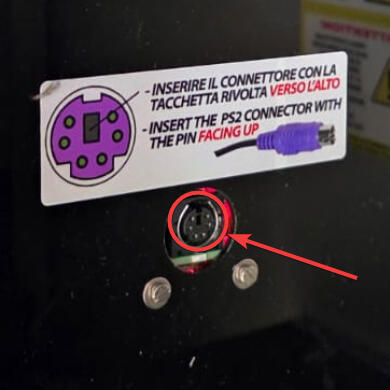 - INSERIRE IL CONNETTORE CON LA
TACCHETTA RIVOLTA VERSO L'ALTO
- INSERT THE PS2 CONNECTOR WITH
THE PIN FACING UP